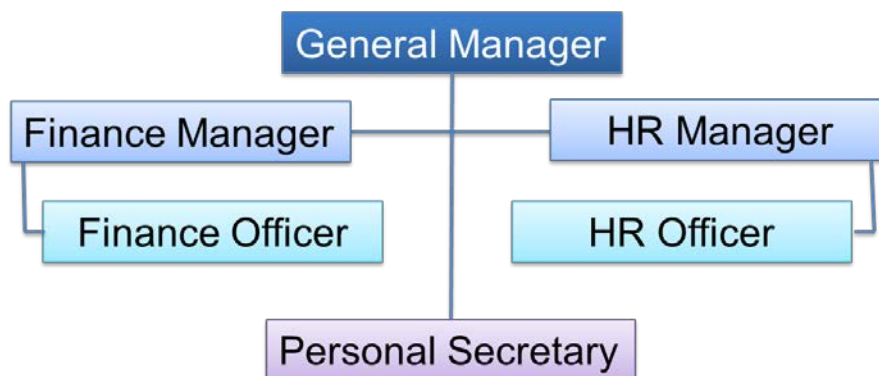 General Manager
Finance Manager
HR Manager
Finance Officer
HR Officer
Personal Secretary